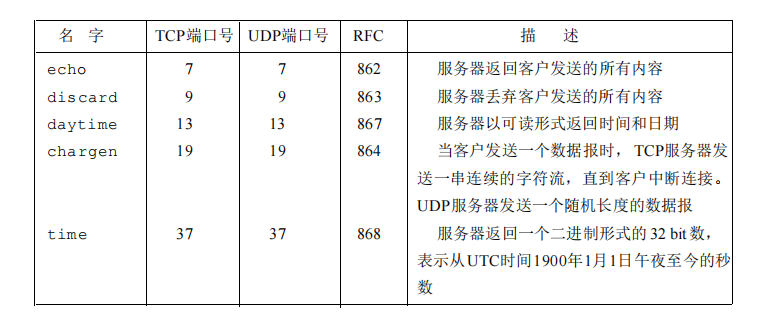 名 字 TCP端口号 UDP端口号 RFC 描 述
echo 7 7 862 服务器返回客户发送的所有内容
discard 9 9 863 服务器丢弃客户发送的所有内容
daytime 13 13 867 服务器以可读形式返回时间和日期
chargen 19 19 864 当客户发送一个数据报时，TCP服务器发
送一串连续的字符流，直到客户中断连接。
UDP服务器发送一个随机长度的数据报
time 37 37 868 服务器返回一个二进制形式的32 bit数，
表示从UTC时间1900年1月1日午夜至今的秒
数